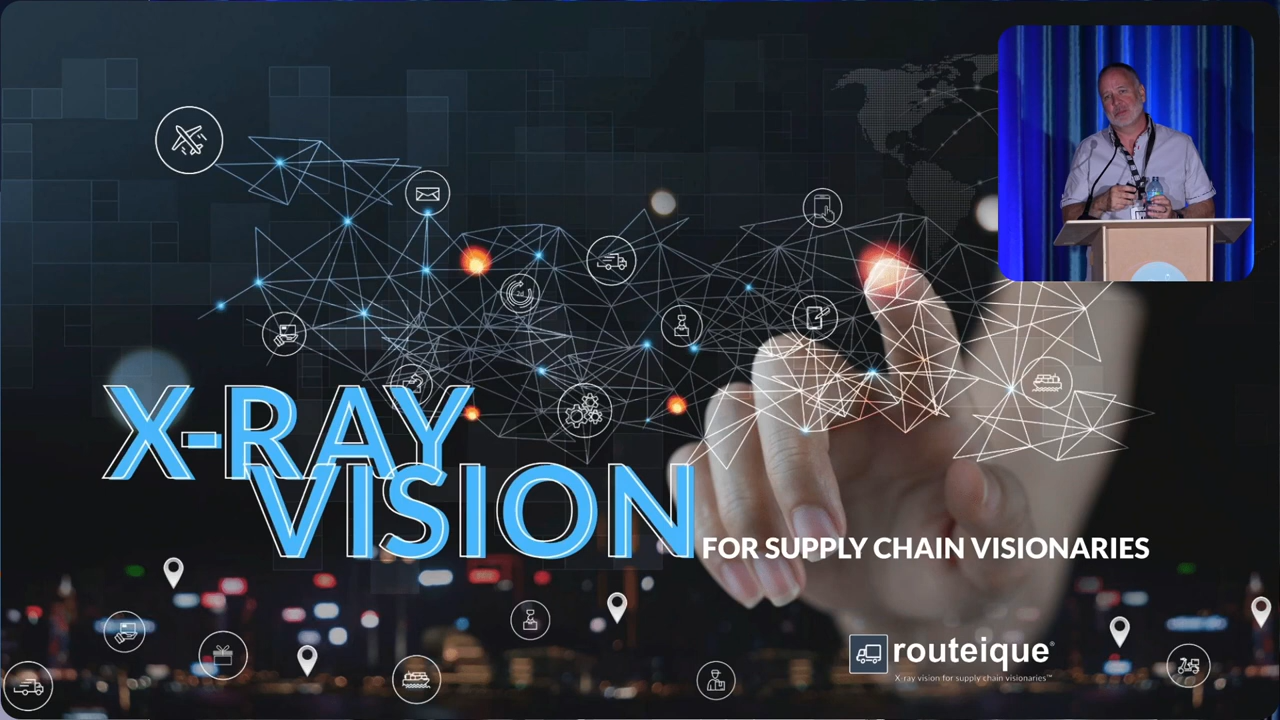 X-RAY
VISION
FOR SUPPLY CHAIN VISIONARIES
routeique®
X-ray vision for supply chain visionaries™